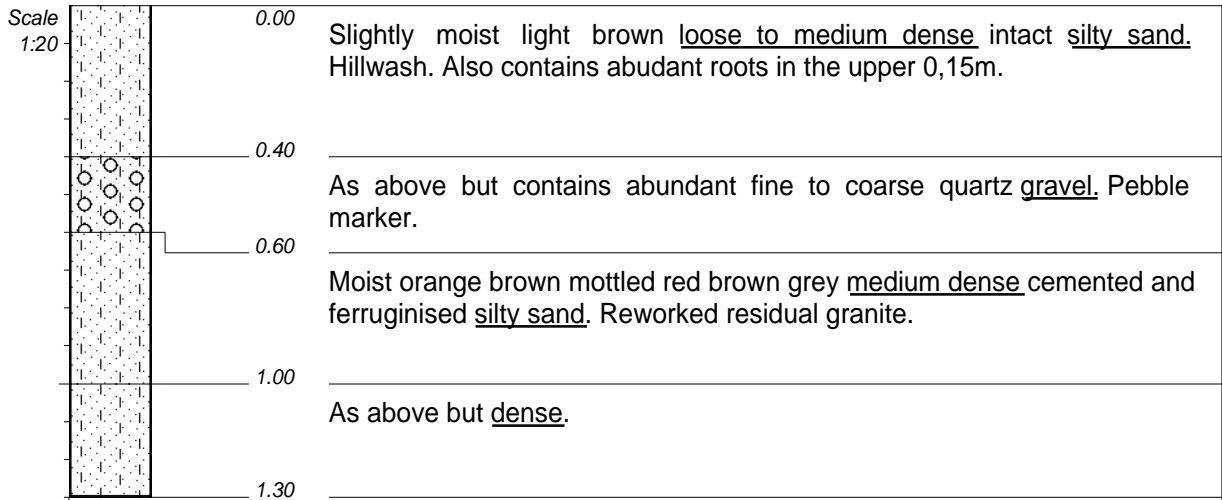 Scale
1:20
0.00
Slightly moist light brown loose to medium dense intact silty sand.
Hillwash. Also contains abudant roots in the upper 0,15m.
0.40
As above but contains abundant fine to coarse quartz gravel. Pebble
marker.
0.60
Moist orange brown mottled red brown grey medium dense cemented and
ferruginised silty sand. Reworked residual granite.
1.00
As above but dense.
1.30